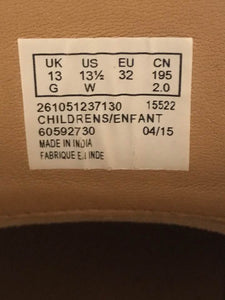 UK US EU CN
13 13½ 32 195
G W 2.0
261051237130 15522
CHILDRENS/ENFANT
60592730 04/15
MADE IN INDIA
FABRIQUE E.I INDE